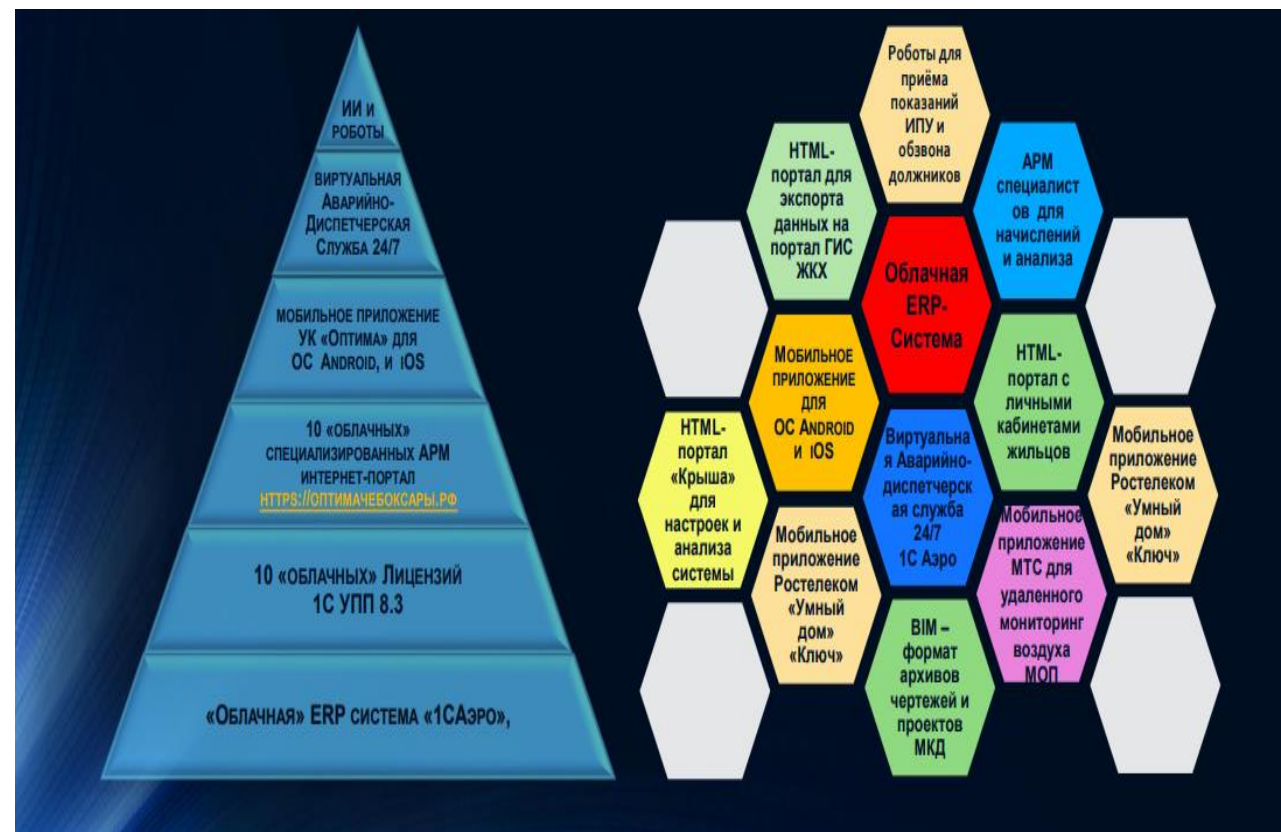 ИИ и
РОБОТЫ
ВИРТУАЛЬНАЯ
АВАРИЙНО-
ДИСПЕТЧЕРСКАЯ
СЛУЖБА 24/7
МОБИЛЬНОЕ ПРИЛОЖЕНИЕ
УК «ОПТИМА» ДЛЯ
ОС ANDROID, И IOS
10 «ОБЛАЧНЫХ»
СПЕЦИАЛИЗИРОВАННЫХ АРМ
ИНТЕРНЕТ-ПОРТАЛ
HTTPS://ОПТИМАЧЕБОКСАРЫ.РФ
10 «ОБЛАЧНЫХ» ЛИЦЕНЗИЙ
1С УПП 8.3
«ОБЛАЧНАЯ» ERP СИСТЕМА «1САЭРО»,
Роботы для
приёма
показаний
ИПУ и
обзвона
должников
HTML-
портал для
экспорта
данных на
портал ГИС
ЖКХ
АРМ
специалист
ов для
начислений
и анализа
Облачная
ERP-
Система
МОБИЛЬНОЕ
ПРИЛОЖЕНИЕ
ДЛЯ
ОС ANDROID
И IOS
HTML-
портал с
личными
кабинетами
жильцов
HTML-
портал
«Крыша»
для
настроек и
анализа
системы
Виртуальна
я Аварийно-
диспетчерск
ая служба
24/7
1С Аэро
Мобильное
приложение
Ростелеком
«Умный
дом»
«Ключ»
Мобильное
приложение
Ростелеком
«Умный
дом»
«Ключ»
Мобильное
приложение
МТС для
удаленного
мониторинг
воздуха
МОП
BIM –
формат
архивов
чертежей и
проектов
МКД